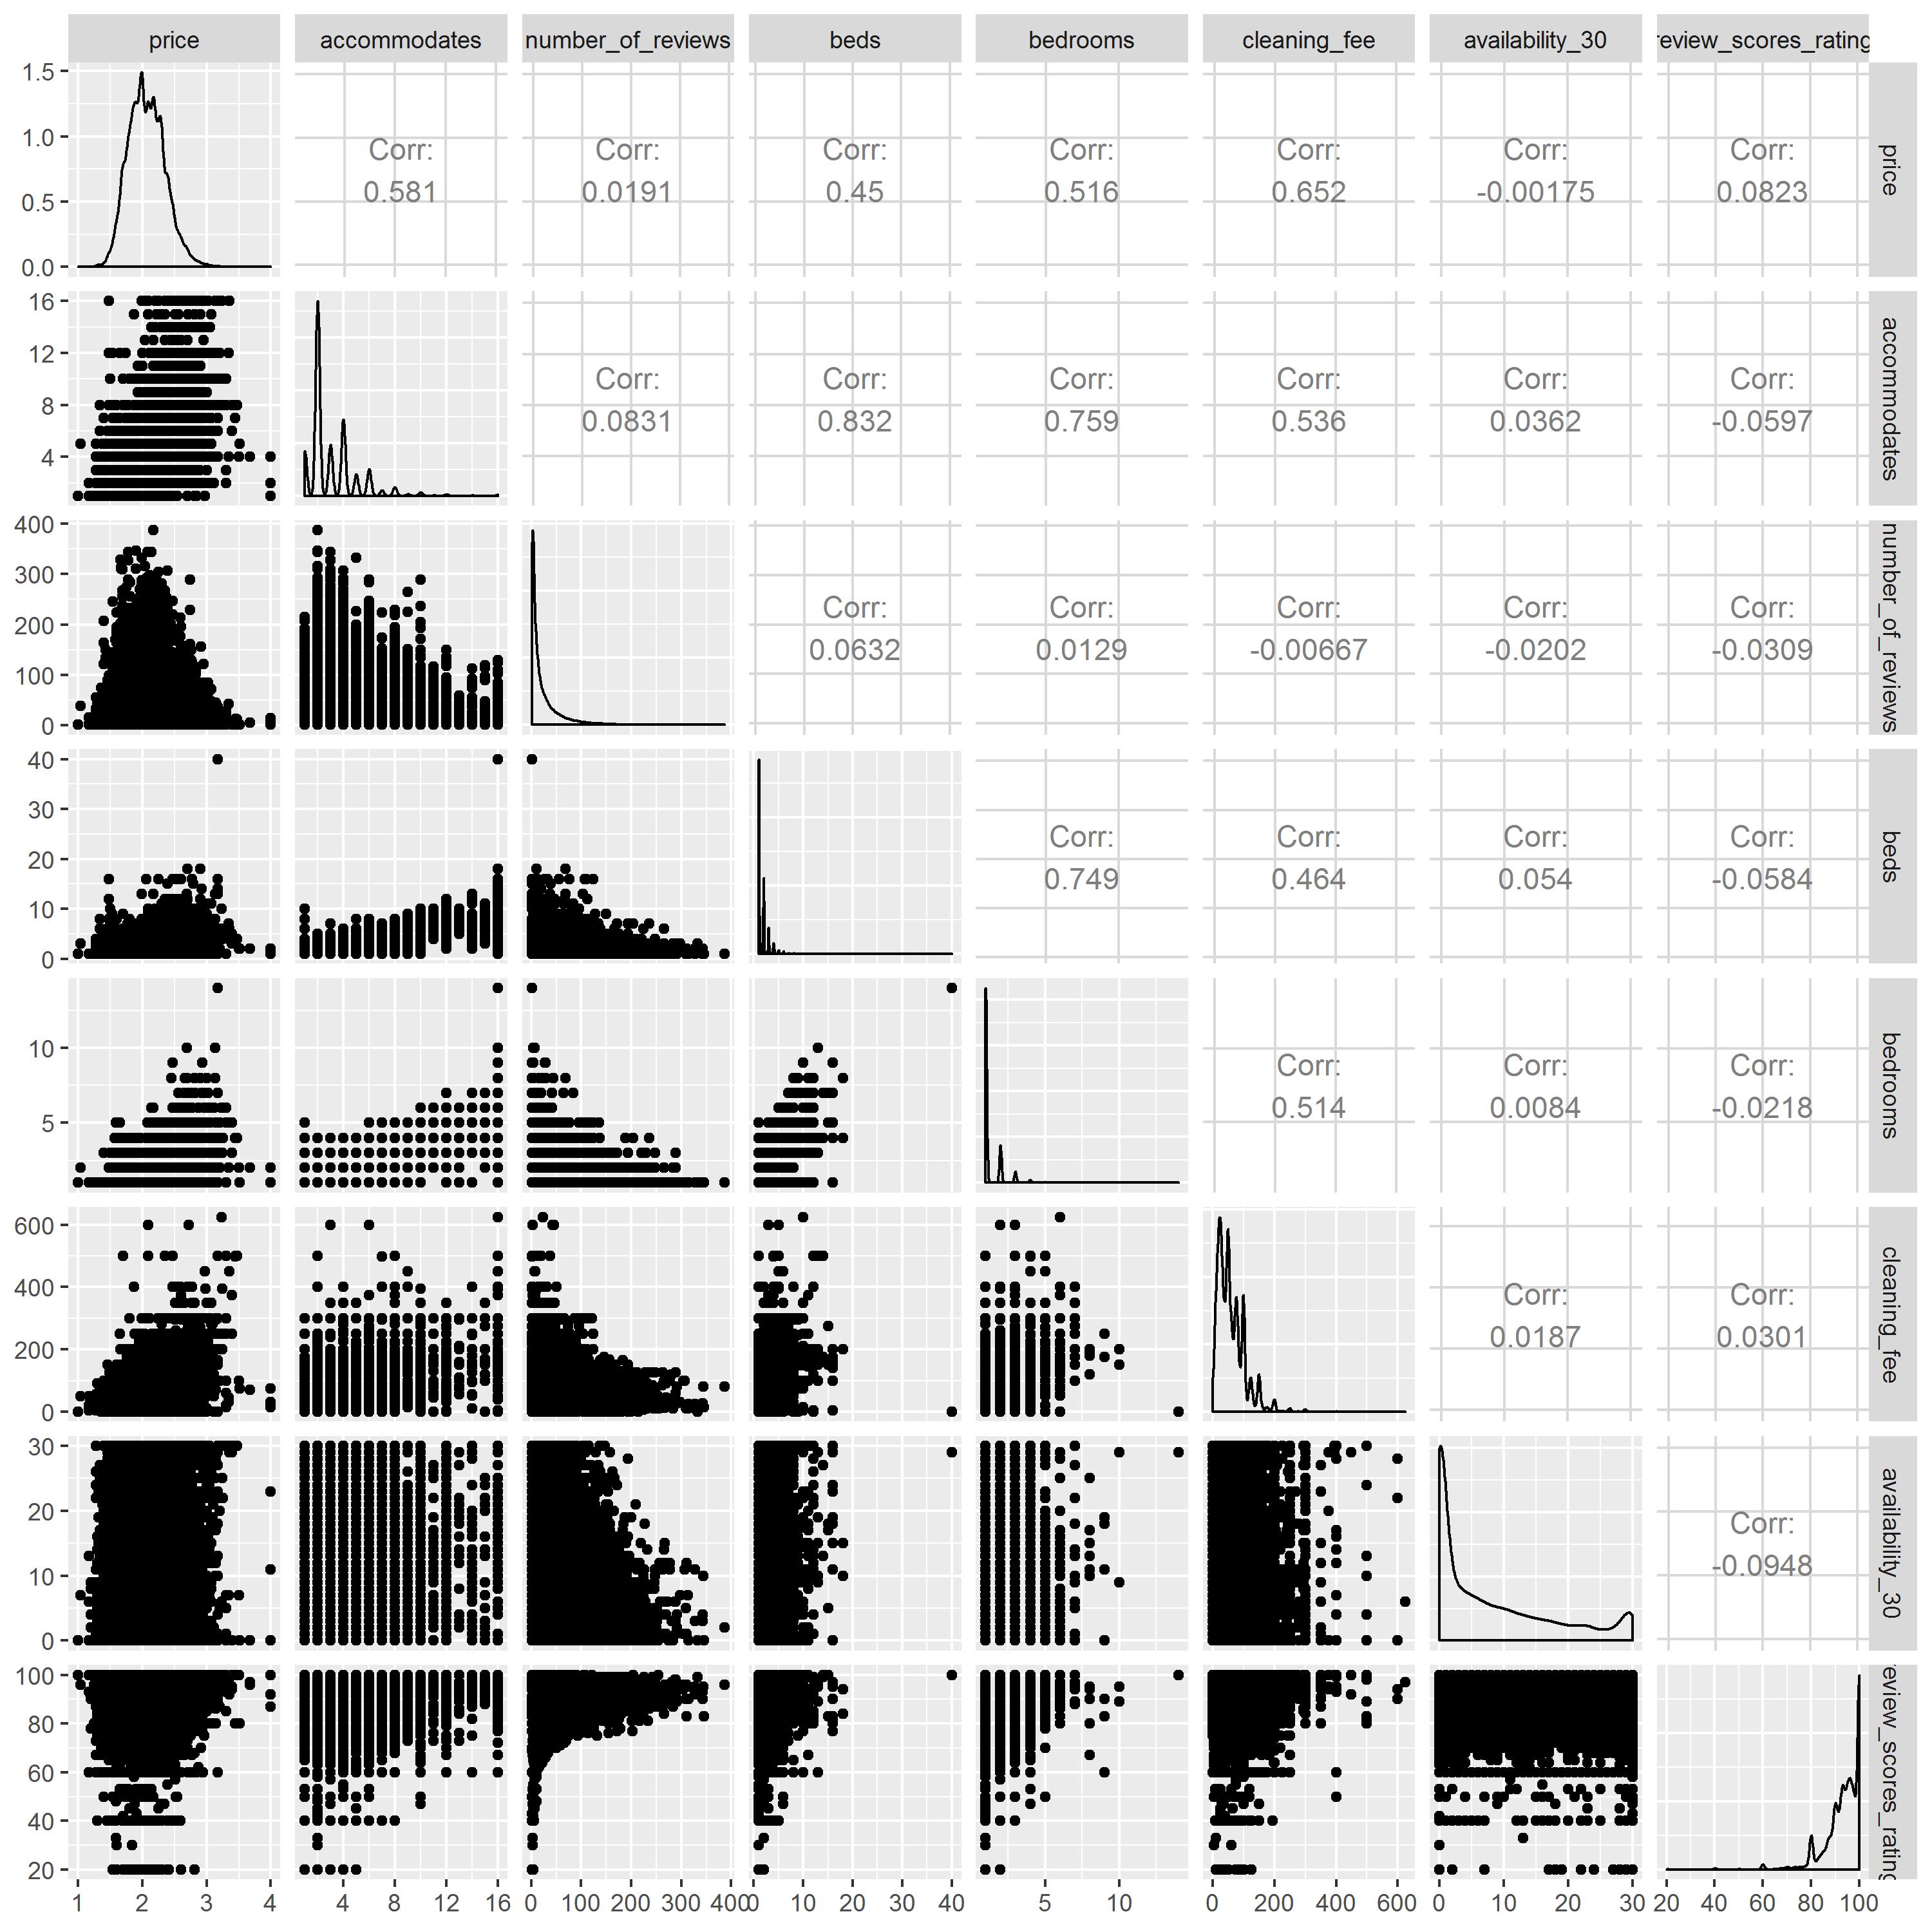 price accommodates number_of_reviews beds bedrooms cleaning_fee availability_30 review_scores_rating
1.5
1.0
0.5
0.0
Corr: Corr: Corr: Corr: Corr: Corr: Corr:
0.581 0.0191 0.45 0.516 0.652 -0.00175 0.0823
price
16
12
8
4
Corr: Corr: Corr: Corr: Corr: Corr:
0.0831 0.832 0.759 0.536 0.0362 -0.0597
accommodates
400
300
200
100
0
Corr: Corr: Corr: Corr: Corr:
0.0632 0.0129 -0.00667 -0.0202 -0.0309
number_of_reviews
40
30
20
10
0
Corr: Corr: Corr: Corr:
0.749 0.464 0.054 -0.0584
beds
10
5
Corr: Corr: Corr:
0.514 0.0084 -0.0218
bedrooms
600
400
200
0
Corr: Corr:
0.0187 0.0301
cleaning_fee
30
20
10
0
Corr:
-0.0948
availability_30
100
80
60
40
20
eview_scores_rating
1 2 3 4 4 8 12 16 0 100 200 300 400 0 10 20 30 40 5 10 0 200 400 600 0 10 20 30 20 40 60 80 100